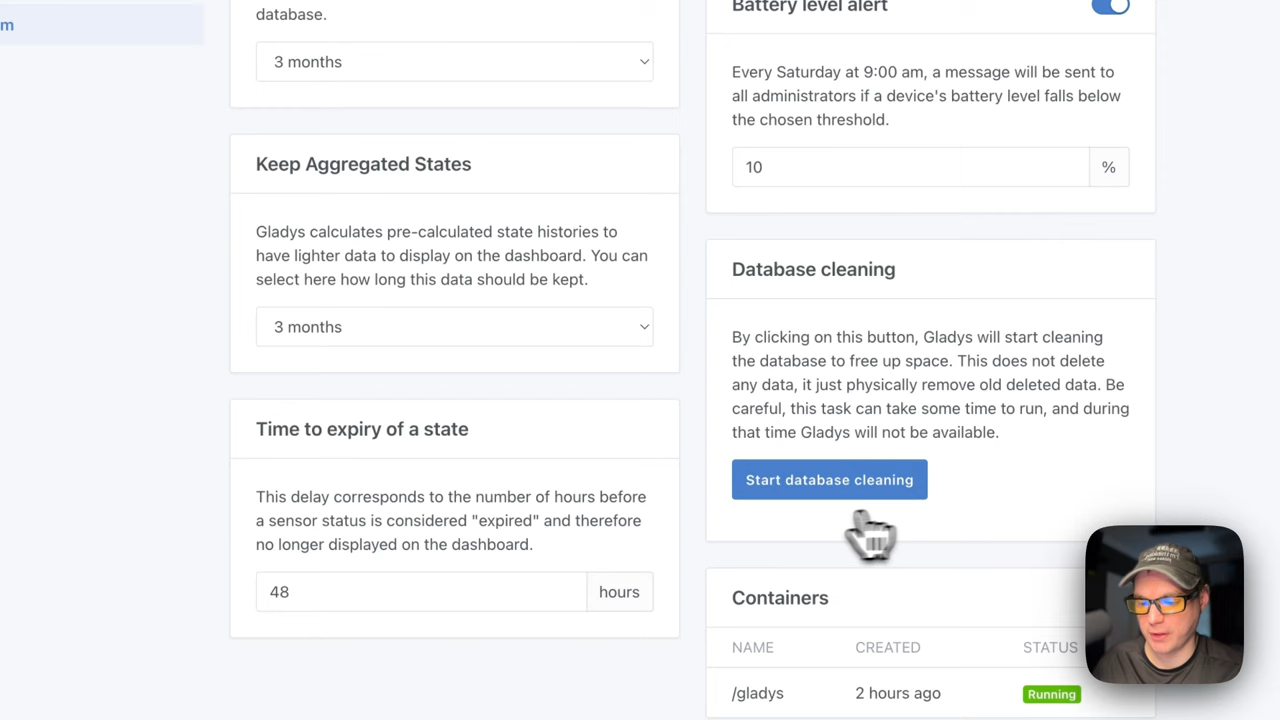 m
database.
3 months
Keep Aggregated States
Gladys calculates pre-calculated state histories to
have lighter data to display on the dashboard. You can
select here how long this data should be kept.
3 months
Time to expiry of a state
This delay corresponds to the number of hours before
a sensor status is considered "expired" and therefore
no longer displayed on the dashboard.
48 hours
Battery level alert
Every Saturday at 9:00 am, a message will be sent to
all administrators if a device's battery level falls below
the chosen threshold.
10 %
Database cleaning
By clicking on this button, Gladys will start cleaning
the database to free up space. This does not delete
any data, it just physically remove old deleted data. Be
careful, this task can take some time to run, and during
that time Gladys will not be available.
Start database cleaning
Containers
NAME CREATED STATUS
/gladys 2 hours ago Running